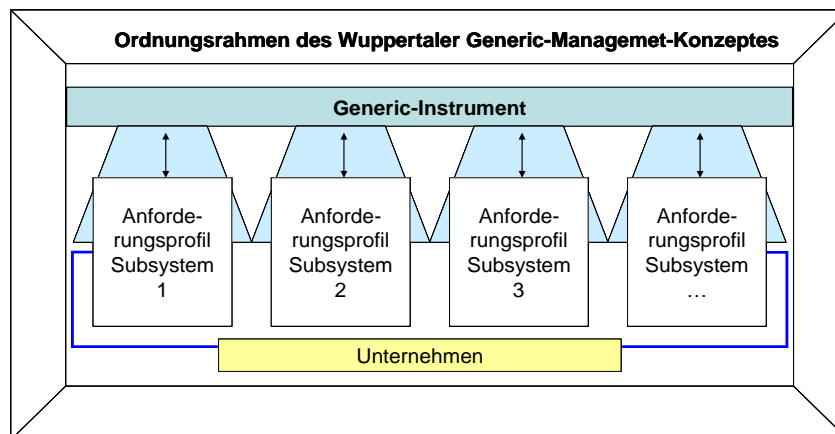 Ordnungsrahmen des Wuppertaler Generic-Managemet-Konzeptes
Generic-Instrument
Anforde-
rungsprofil
Subsystem
1
Anforde-
rungsprofil
Subsystem
2
Anforde-
rungsprofil
Subsystem
3
Anforde-
rungsprofil
Subsystem
…
Unternehmen